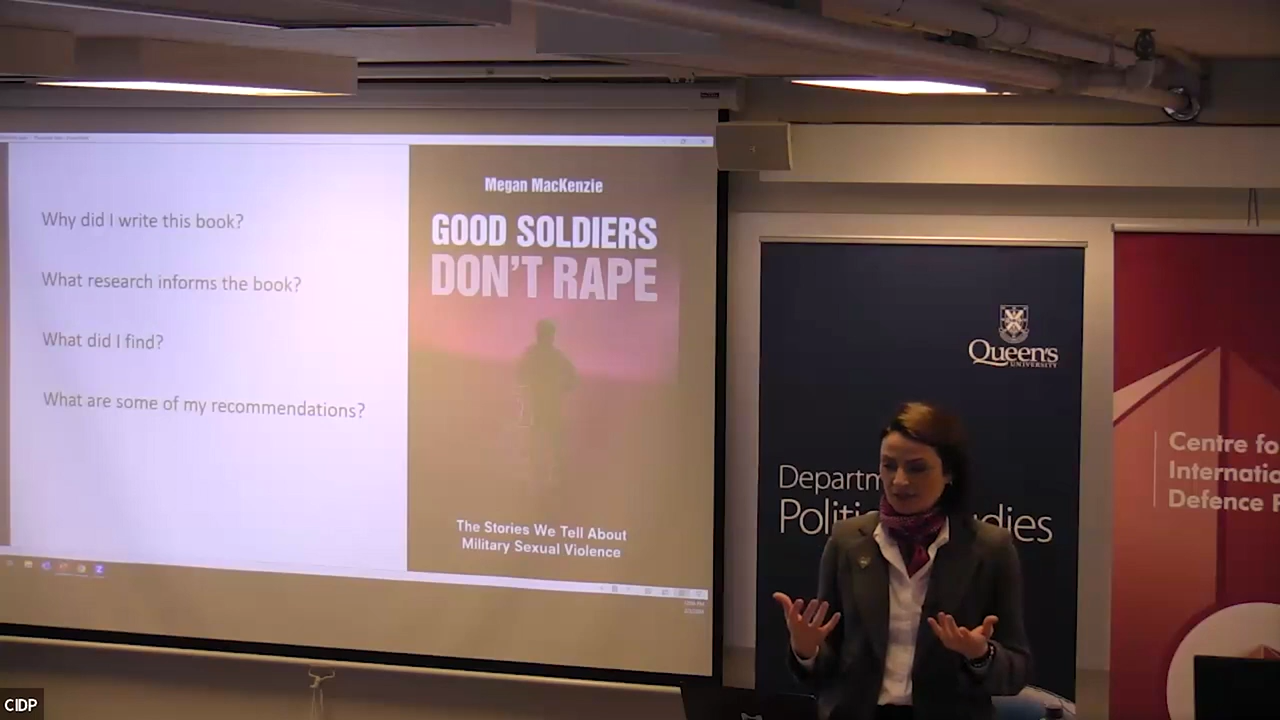 Why did I write this book?
What research informs the book?
What did I find?
What are some of my recommendations?
Megan MacKenzie
GOOD SOLDIERS
DON'T RAPE
The Stories We Tell About
Military Sexual Violence
Queen's
UNIVERSITY
Departm
Politi udies
Centre fo
Internatio
Defence P
CIDP